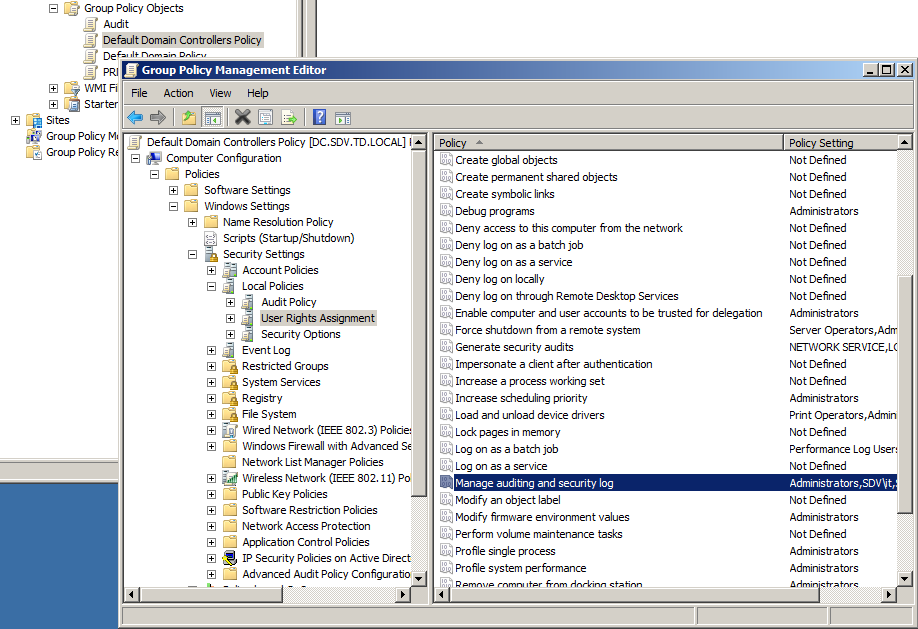 Group Policy Objects
Audit
Default Domain Controllers Policy
Default Domain Policy
WMI Fi
Starter
Sites
Group Policy Mo
Group Policy Re
Group Policy Management Editor
File Action View Help
Default Domain Controllers Policy [DC.SDV.TD.LOCAL]
Computer Configuration
Policies
Software Settings
Windows Settings
Name Resolution Policy
Scripts (Startup/Shutdown)
Security Settings
Account Policies
Local Policies
Audit Policy
User Rights Assignment
Security Options
Event Log
Restricted Groups
System Services
Registry
File System
Wired Network (IEEE 802.3) Policies
Windows Firewall with Advanced Se
Network List Manager Policies
Wireless Network (IEEE 802.11) Po
Public Key Policies
Software Restriction Policies
Network Access Protection
Application Control Policies
IP Security Policies on Active Direct
Advanced Audit Policy Configuratio
Policy Policy Setting
Create global objects Not Defined
Create permanent shared objects Not Defined
Create symbolic links Not Defined
Debug programs Administrators
Deny access to this computer from the network Not Defined
Deny log on as a batch job Not Defined
Deny log on as a service Not Defined
Deny log on locally Not Defined
Deny log on through Remote Desktop Services Not Defined
Enable computer and user accounts to be trusted for delegation Administrators
Force shutdown from a remote system Server Operators,Adm
Generate security audits NETWORK SERVICE,LO
Impersonate a client after authentication Not Defined
Increase a process working set Not Defined
Increase scheduling priority Administrators
Load and unload device drivers Print Operators,Admini
Lock pages in memory Not Defined
Log on as a batch job Performance Log Users
Log on as a service Not Defined
Manage auditing and security log Administrators,SDV\jt,
Modify an object label Not Defined
Modify firmware environment values Administrators
Perform volume maintenance tasks Not Defined
Profile single process Administrators
Profile system performance Administrators
Remove computer from docking station Administrators